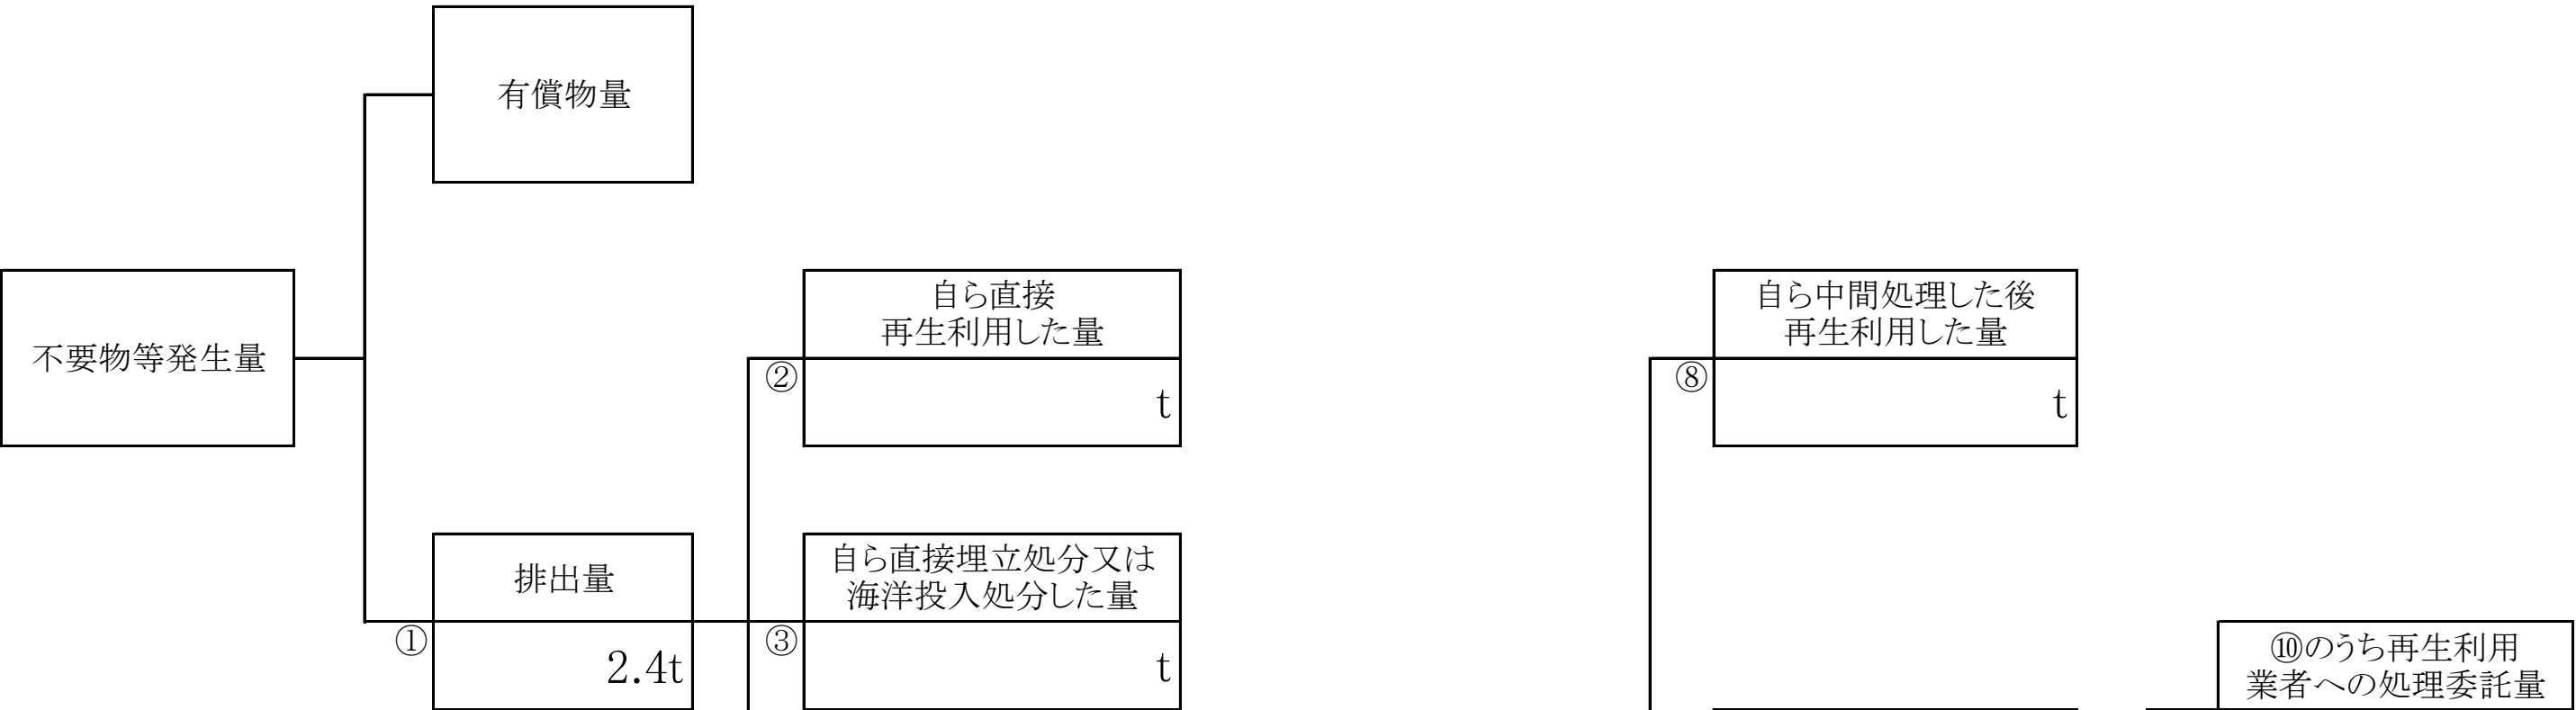 有償物量
不要物等発生量
自ら直接
再生利用した量
②
t
自ら中間処理した後
再生利用した量
⑧
t
排出量
①
2.4t
自ら直接埋立処分又は
海洋投入処分した量
③
t
⑩のうち再生利用
業者への処理委託量